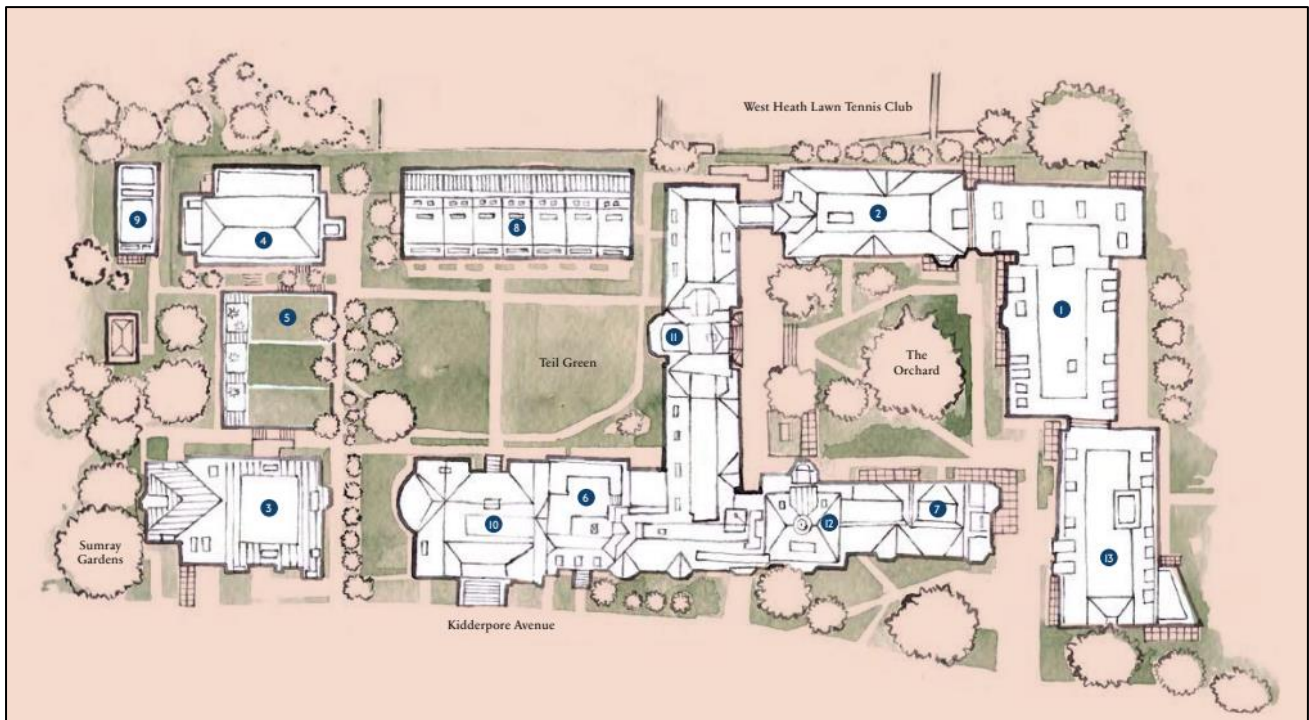 West Heath Lawn Tennis Club
9
4
8
2
5
11
Teil Green
The
Orchard
1
3
10
6
12
7
13
Sumray
Gardens
Kidderpore Avenue